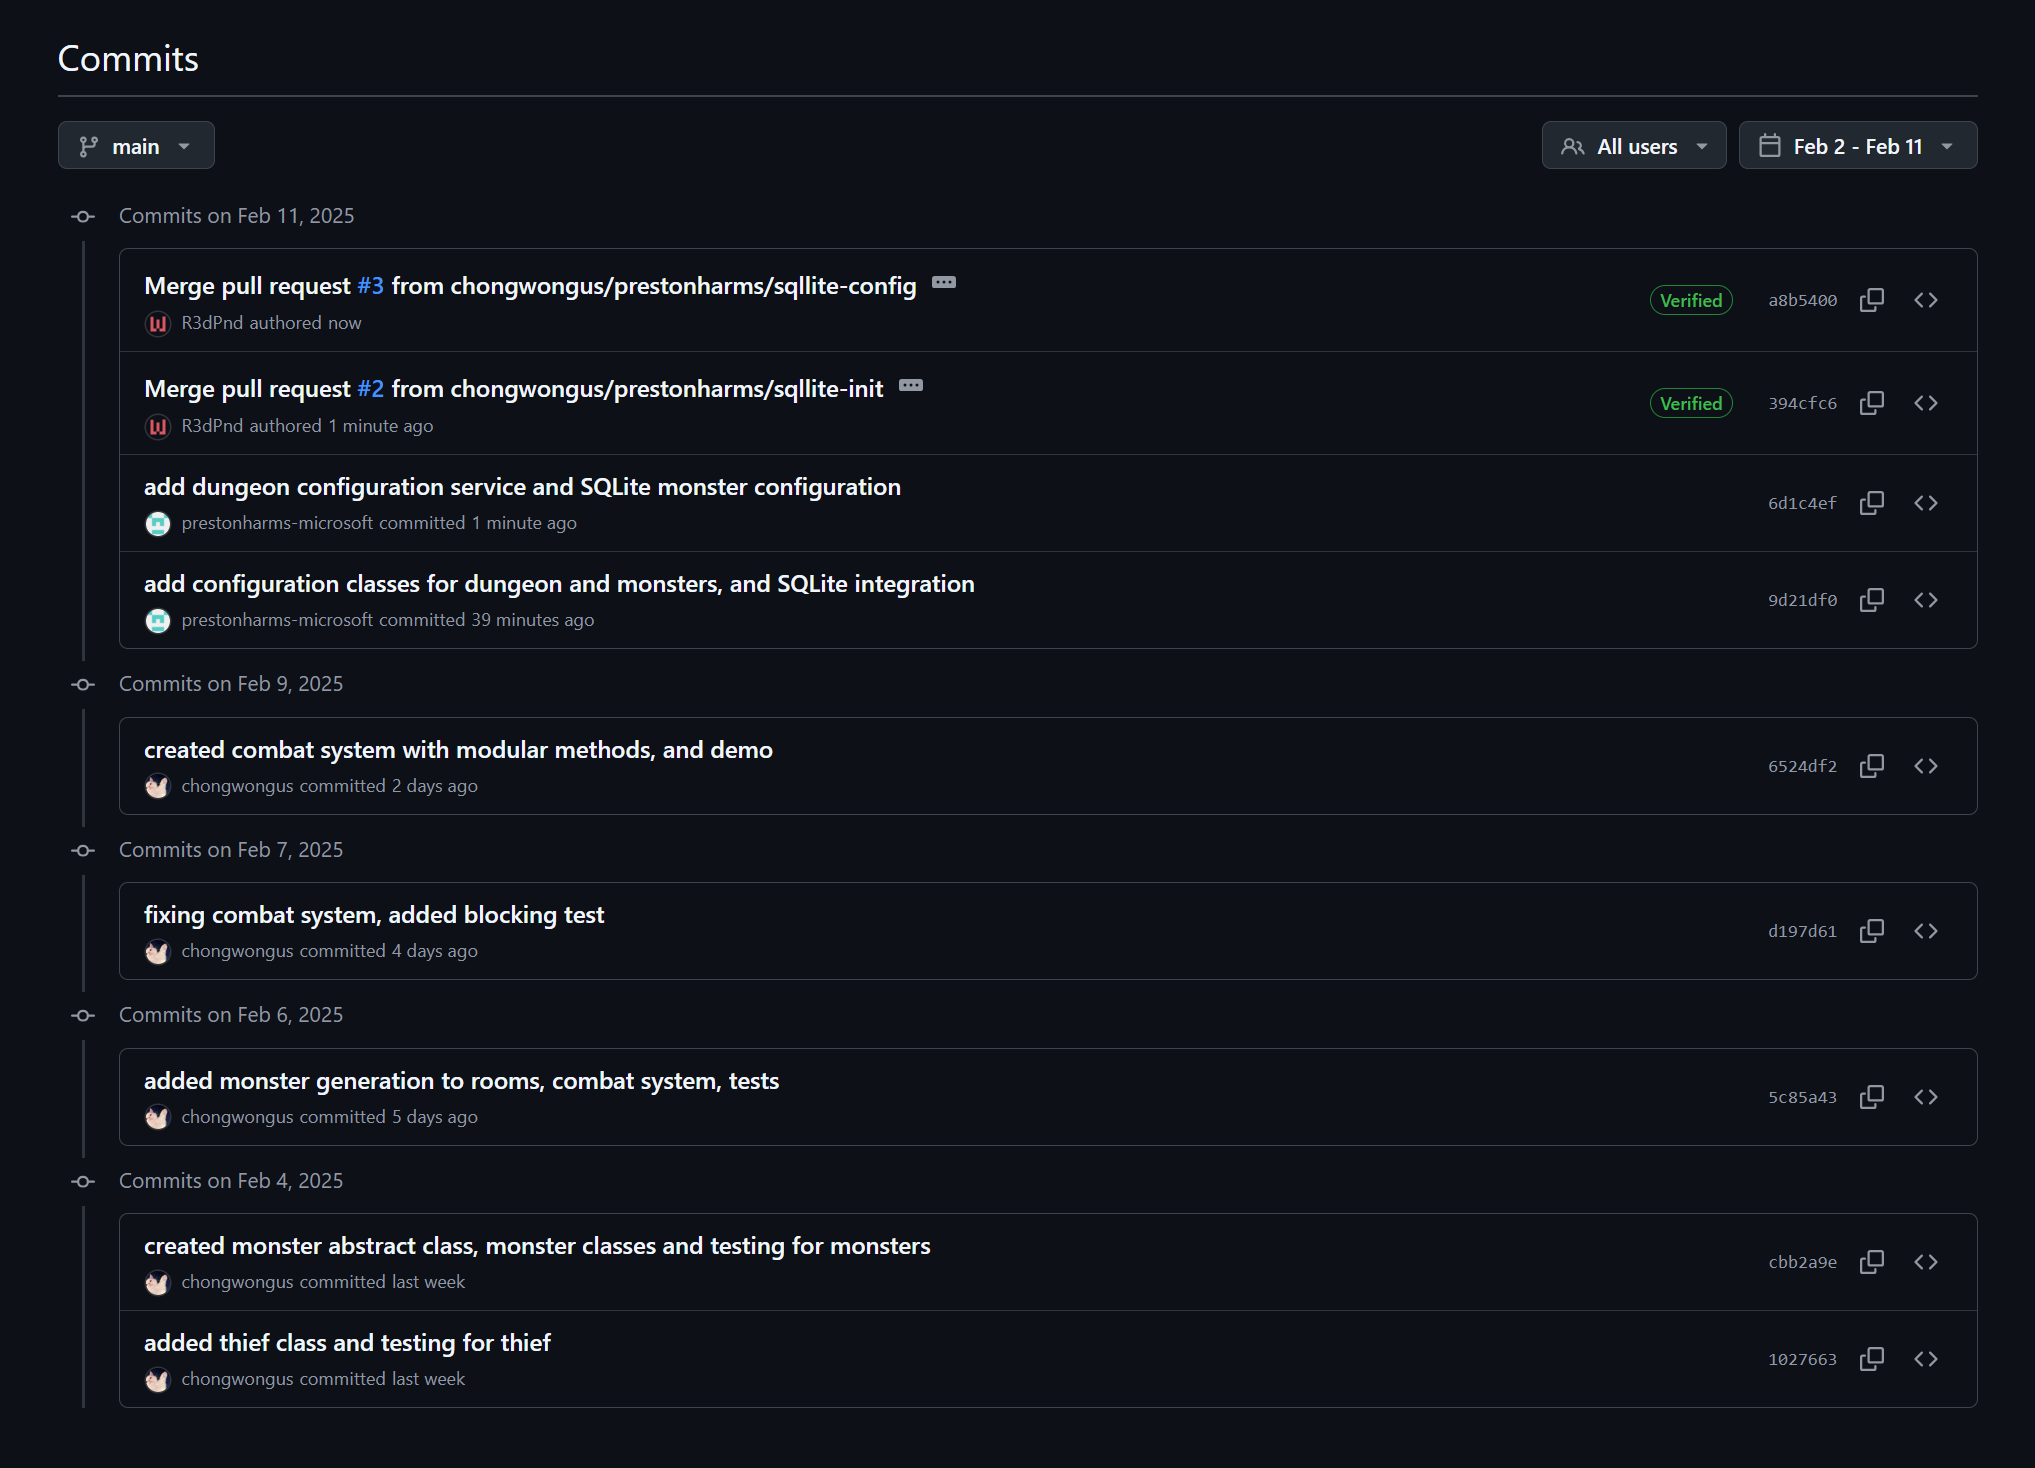 Commits
main
All users
Feb 2 - Feb 11
Commits on Feb 11, 2025
Merge pull request #3 from chongwongus/prestonharms/sqllite-config
Verified
a8b5400
R3dPnd authored now
Merge pull request #2 from chongwongus/prestonharms/sqllite-init
Verified
394cfc6
R3dPnd authored 1 minute ago
add dungeon configuration service and SQLite monster configuration
6d1c4ef
prestonharms-microsoft committed 1 minute ago
add configuration classes for dungeon and monsters, and SQLite integration
9d21df0
prestonharms-microsoft committed 39 minutes ago
Commits on Feb 9, 2025
created combat system with modular methods, and demo
6524df2
chongwongus committed 2 days ago
Commits on Feb 7, 2025
fixing combat system, added blocking test
d197d61
chongwongus committed 4 days ago
Commits on Feb 6, 2025
added monster generation to rooms, combat system, tests
5c85a43
chongwongus committed 5 days ago
Commits on Feb 4, 2025
created monster abstract class, monster classes and testing for monsters
cbb2a9e
chongwongus committed last week
added thief class and testing for thief
1027663
chongwongus committed last week